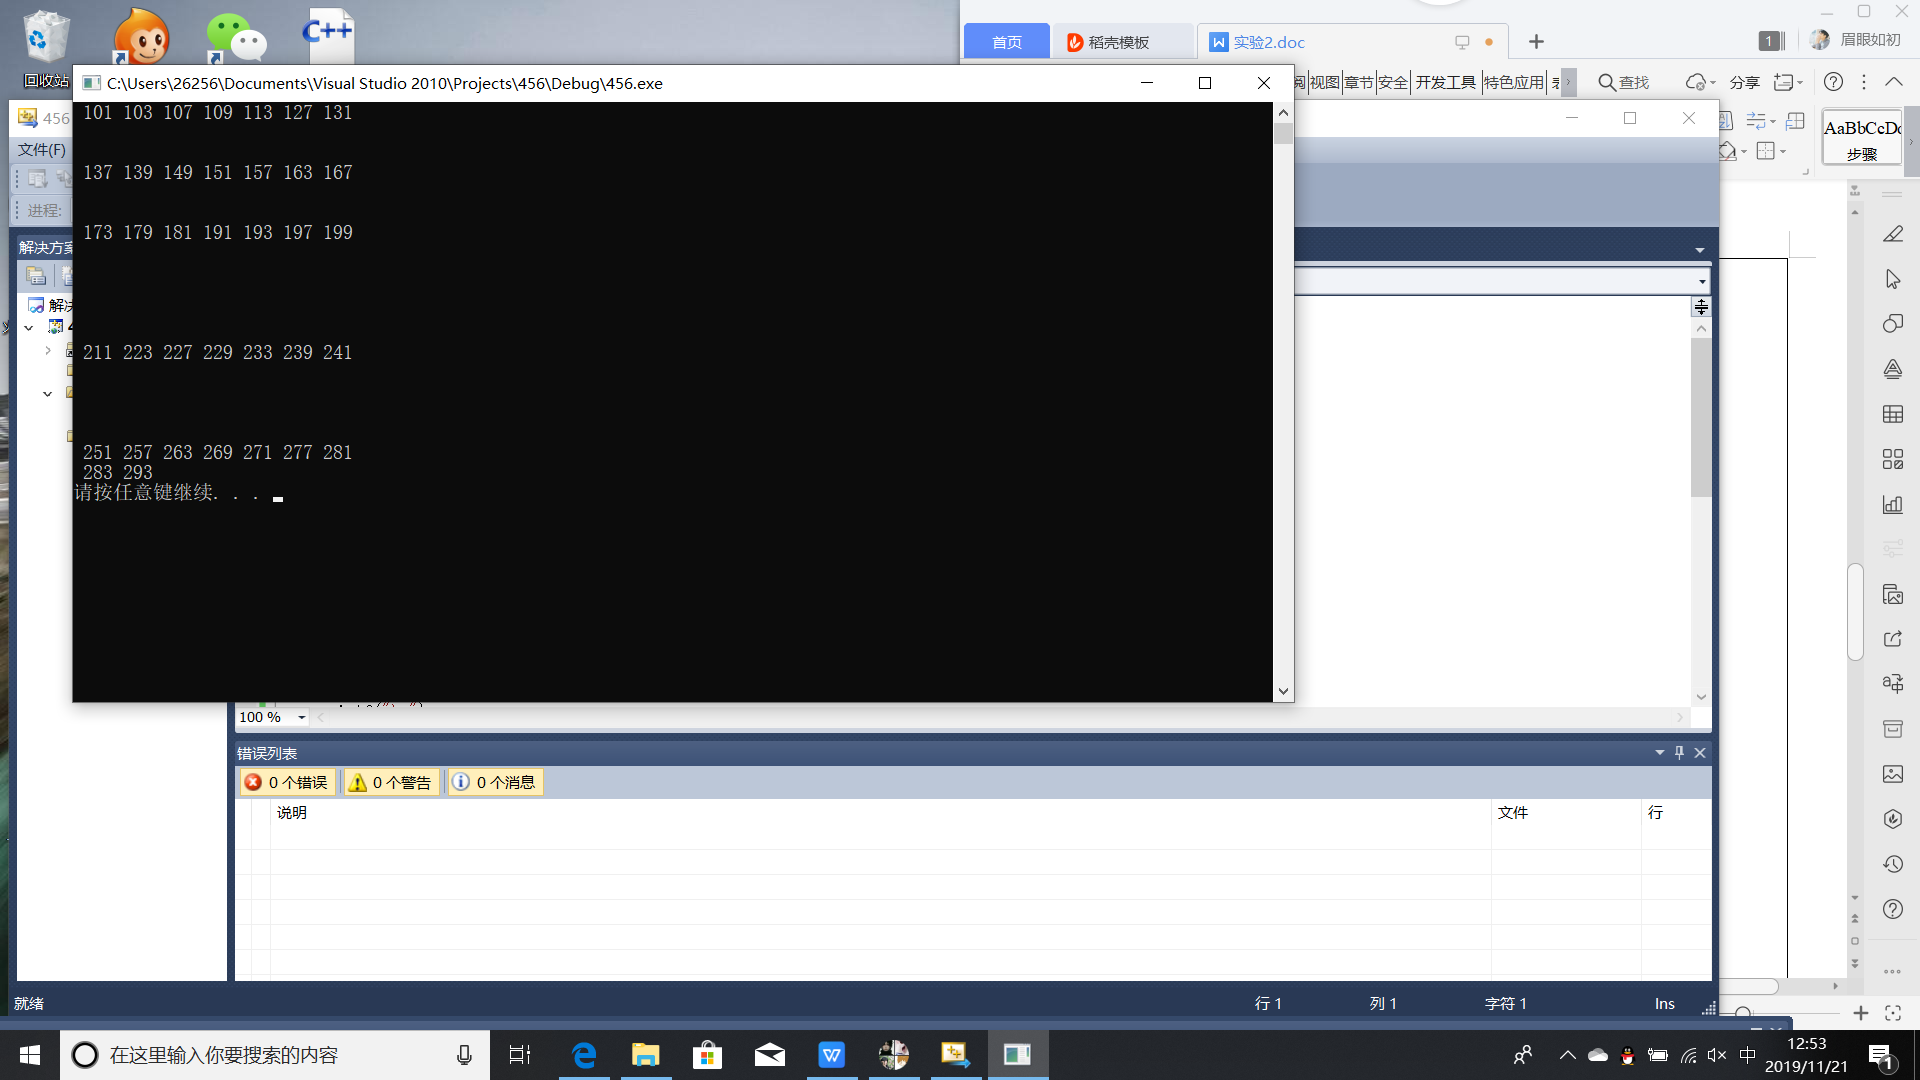 首页
稻壳模板
实验2.doc
1
眉眼如初
回收站
C:\Users\26256\Documents\Visual Studio 2010\Projects\456\Debug\456.exe
阅 视图 章节 安全 开发工具 特色应用
查找
分享
456
文件(F)
进程:
AaBbCcDd
步骤
解决方案
101 103 107 109 113 127 131
137 139 149 151 157 163 167
173 179 181 191 193 197 199
211 223 227 229 233 239 241
251 257 263 269 271 277 281
283 293
请按任意键继续. . .
100 %
错误列表
0 个错误
0 个警告
0 个消息
说明
文件
行
就绪
行 1
列 1
字符 1
Ins
在这里输入你要搜索的内容
中
12:53
2019/11/21
1